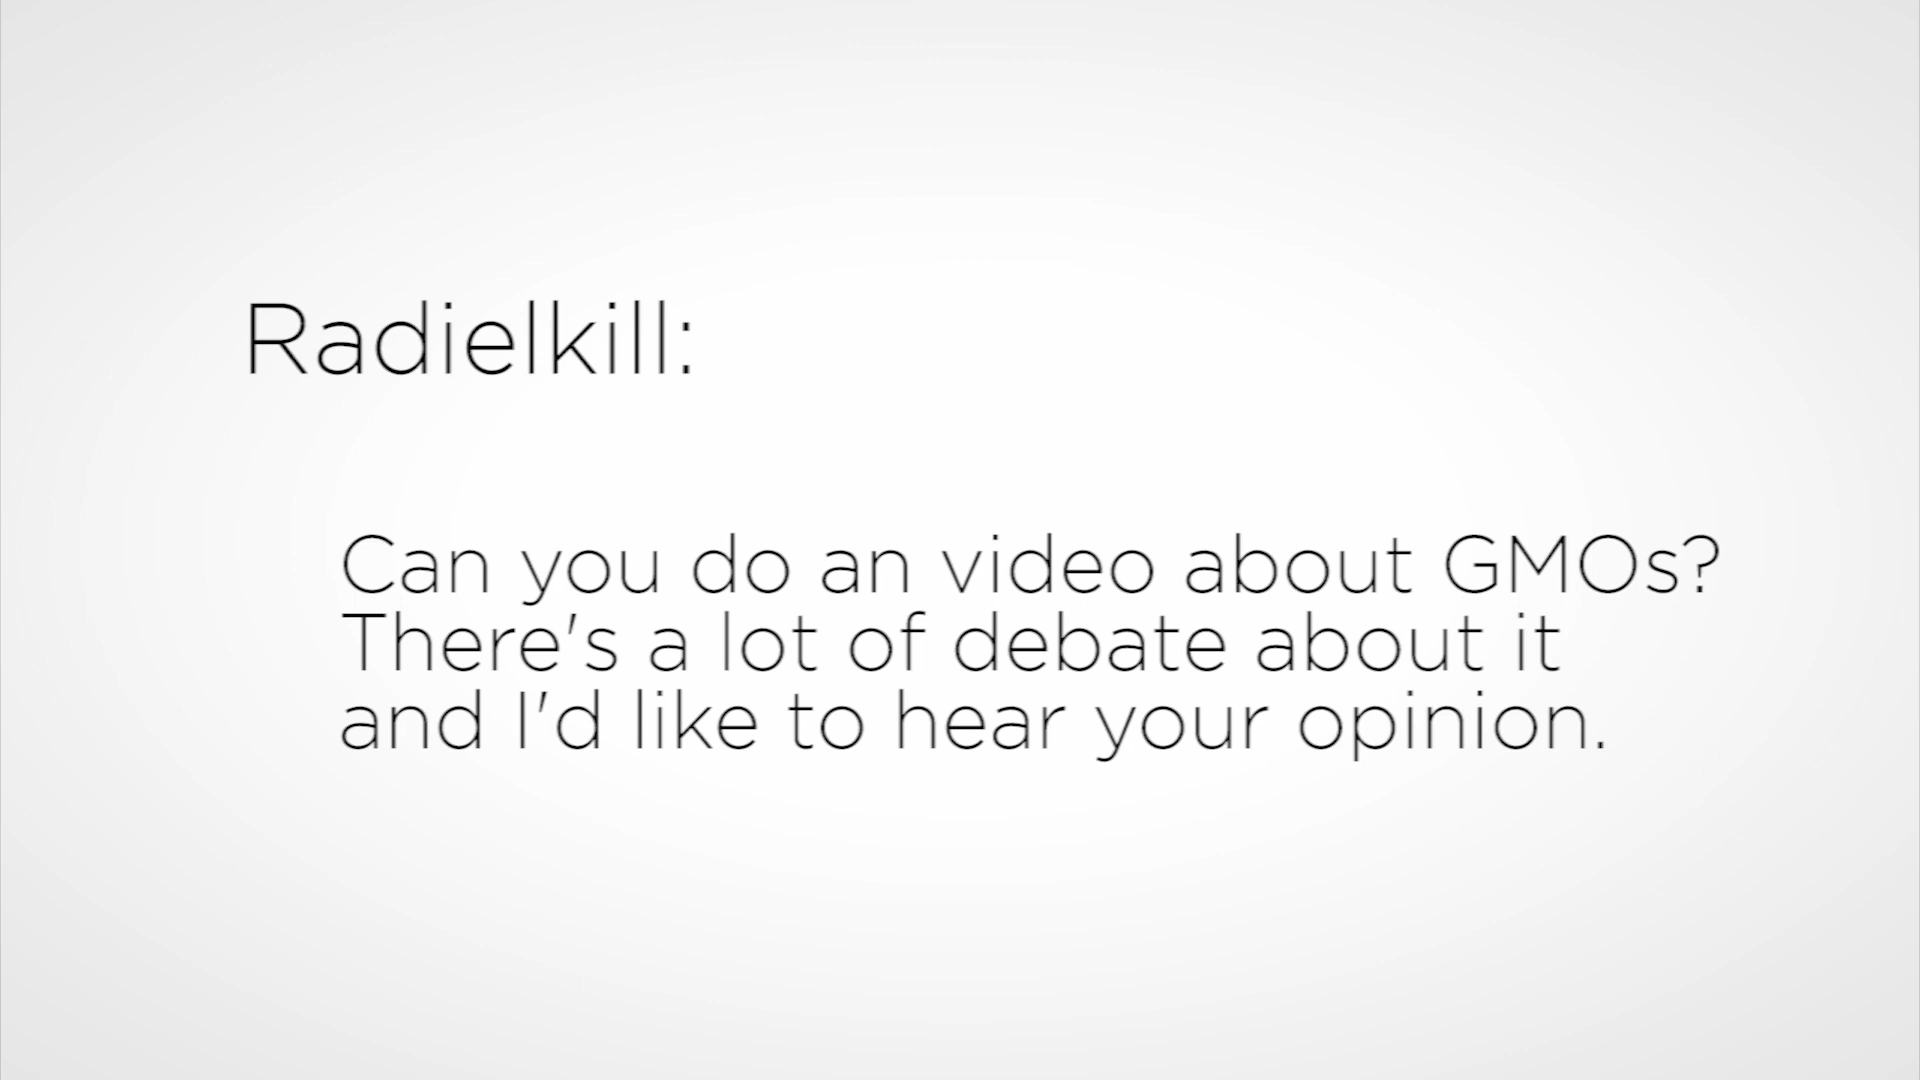 Radielkill:
Can you do an video about GMOs?
There's a lot of debate about it
and I'd like to hear your opinion.